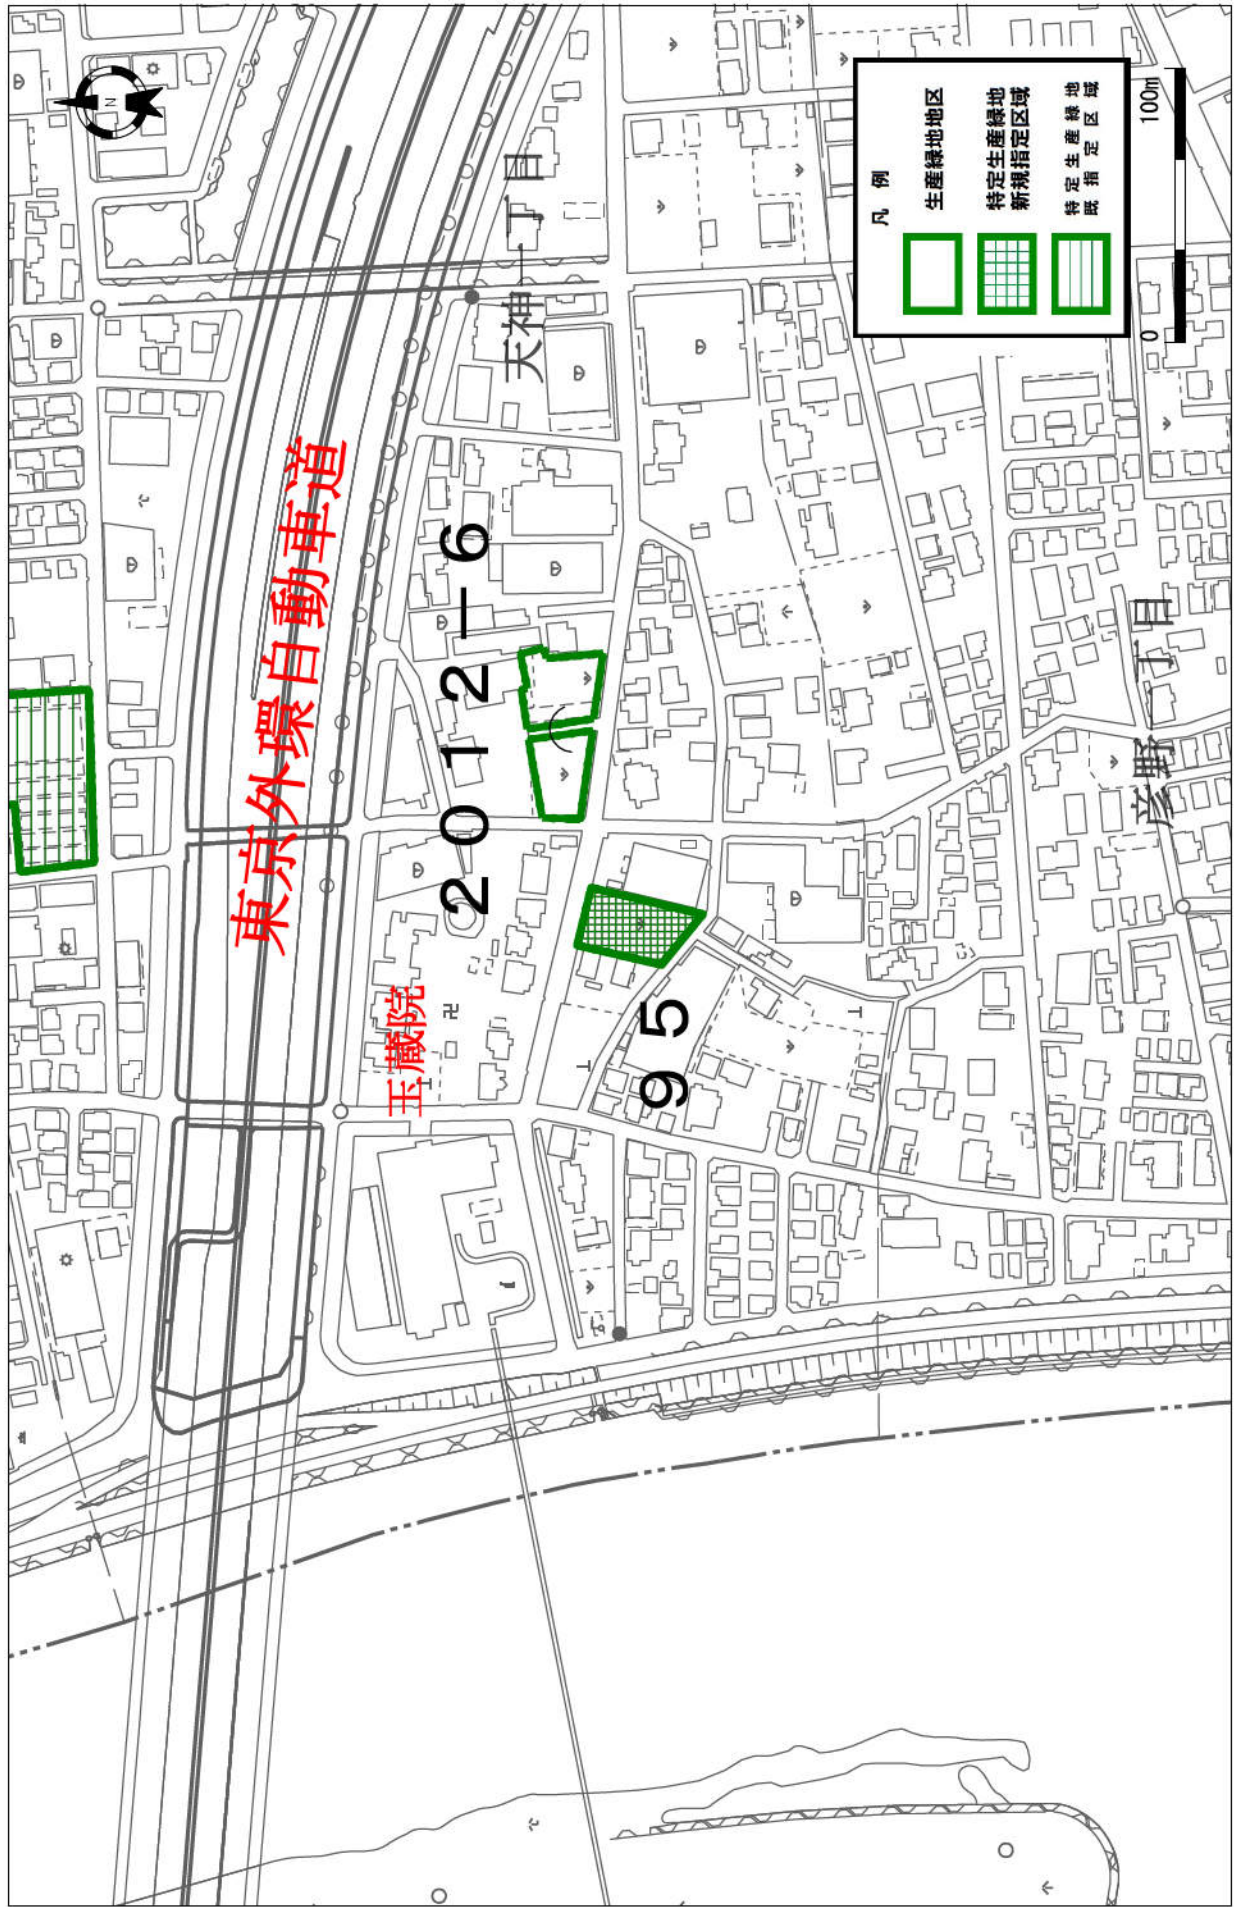 東京外環自動車道
天神一丁目
2012－6
玉蔵院
95
彦野一丁目
凡例
生産緑地地区
特定生産緑地
新規指定区域
特定生産緑地
既指定区域
0
100m
N